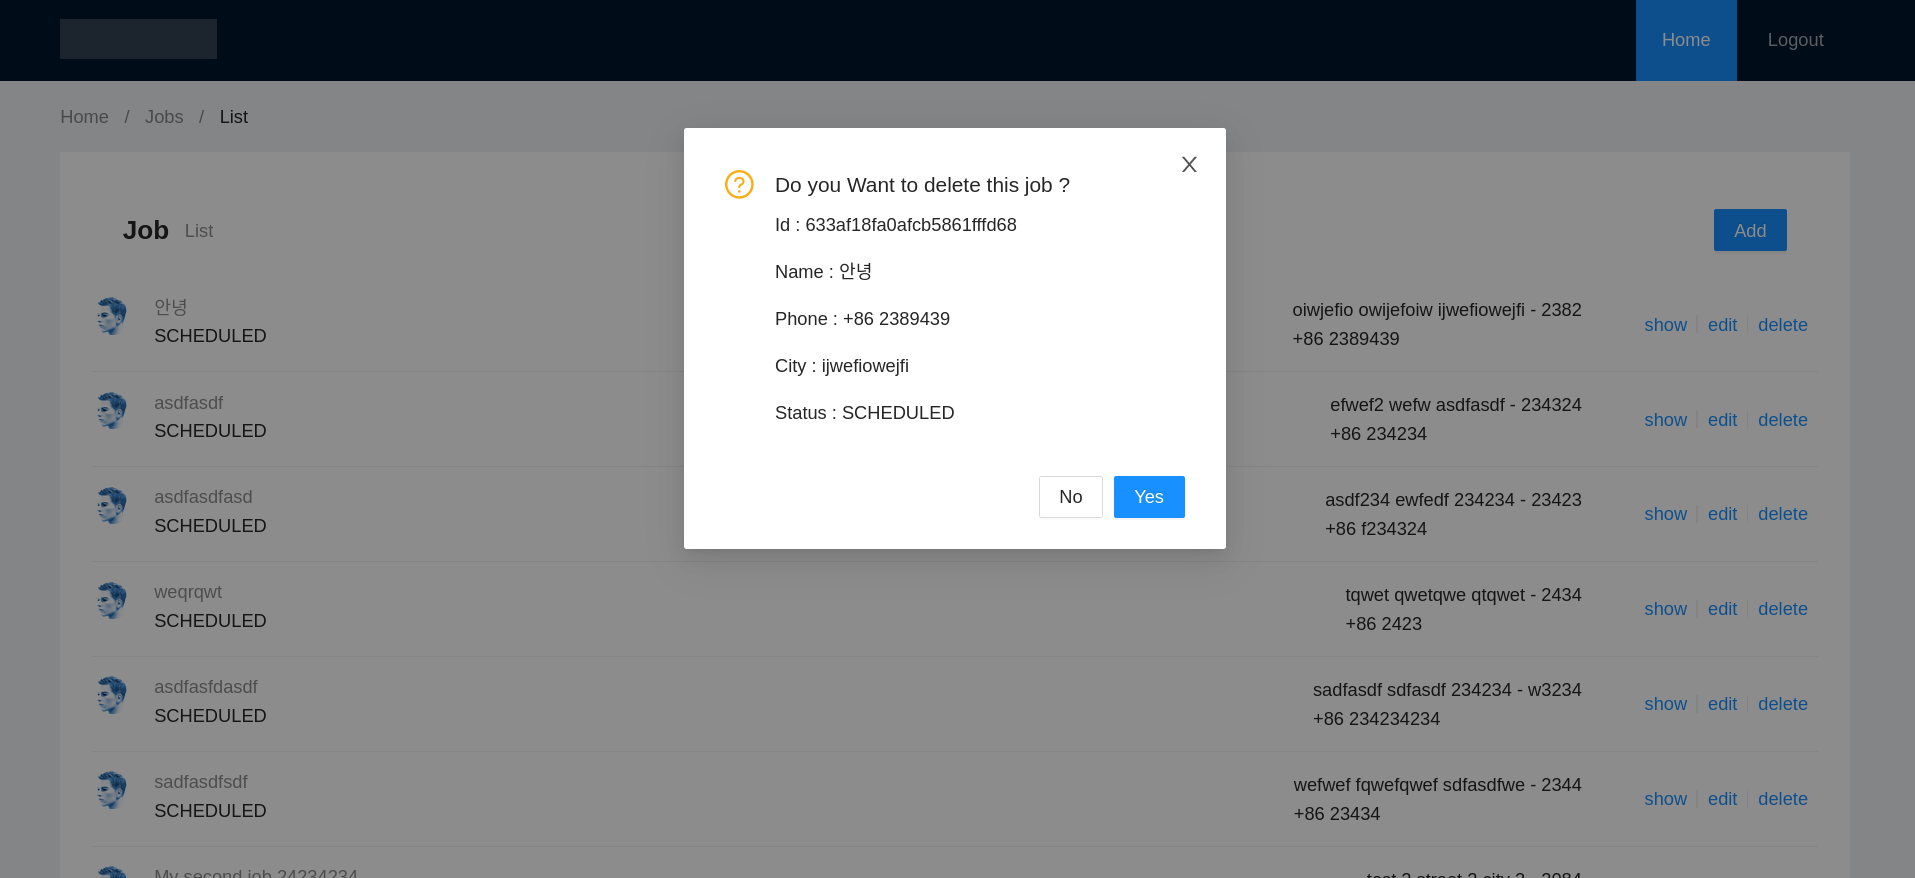 Home Logout
Home / Jobs / List
Do you Want to delete this job ?
Id : 633af18fa0afcb5861fffd68
Name : 안녕
Phone : +86 2389439
City : ijwefiowejfi
Status : SCHEDULED
No Yes
Job List
Add
안녕
SCHEDULED
oiwjefio owijefoiw ijwefiowejfi - 2382
+86 2389439
show edit delete
asdfasdf
SCHEDULED
efwef2 wefw asdfasdf - 234324
+86 234234
show edit delete
asdfasdfasd
SCHEDULED
asdf234 ewfedf 234234 - 23423
+86 f234324
show edit delete
weqrqwt
SCHEDULED
tqwet qwetqwe qtqwet - 2434
+86 2423
show edit delete
asdfasfdasdf
SCHEDULED
sadfasdf sdfasdf 234234 - w3234
+86 234234234
show edit delete
sadfasdfsdf
SCHEDULED
wefwef fqwefqwef sdfasdfwe - 2344
+86 23434
show edit delete
My second job 24234234